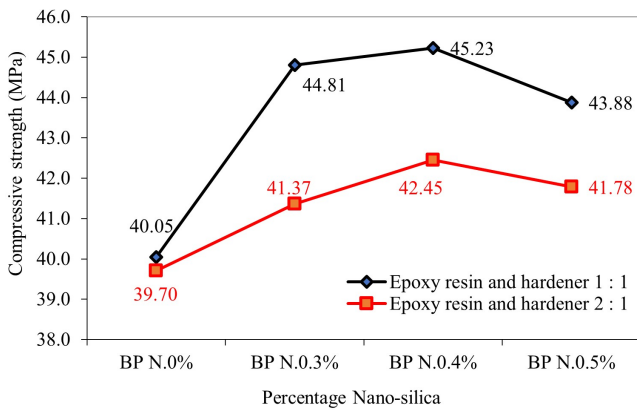 46.0
45.0
44.0
43.0
42.0
41.0
40.0
39.0
38.0
Compressive strength (MPa)
40.05
44.81
45.23
43.88
39.70
41.37
42.45
41.78
Epoxy resin and hardener 1 : 1
Epoxy resin and hardener 2 : 1
BP N.0%
BP N.0.3%
BP N.0.4%
BP N.0.5%
Percentage Nano-silica